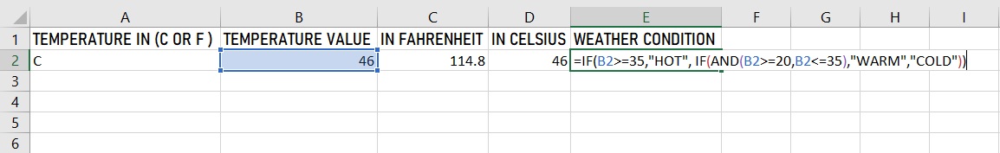 A B C D E F G H I
1 TEMPERATURE IN (C OR F ) TEMPERATURE VALUE IN FAHRENHEIT IN CELSIUS WEATHER CONDITION
2 C 46 114.8 46 =IF(B2>=35,"HOT", IF(AND(B2>=20,B2<=35),"WARM","COLD"))
3
4
5
6